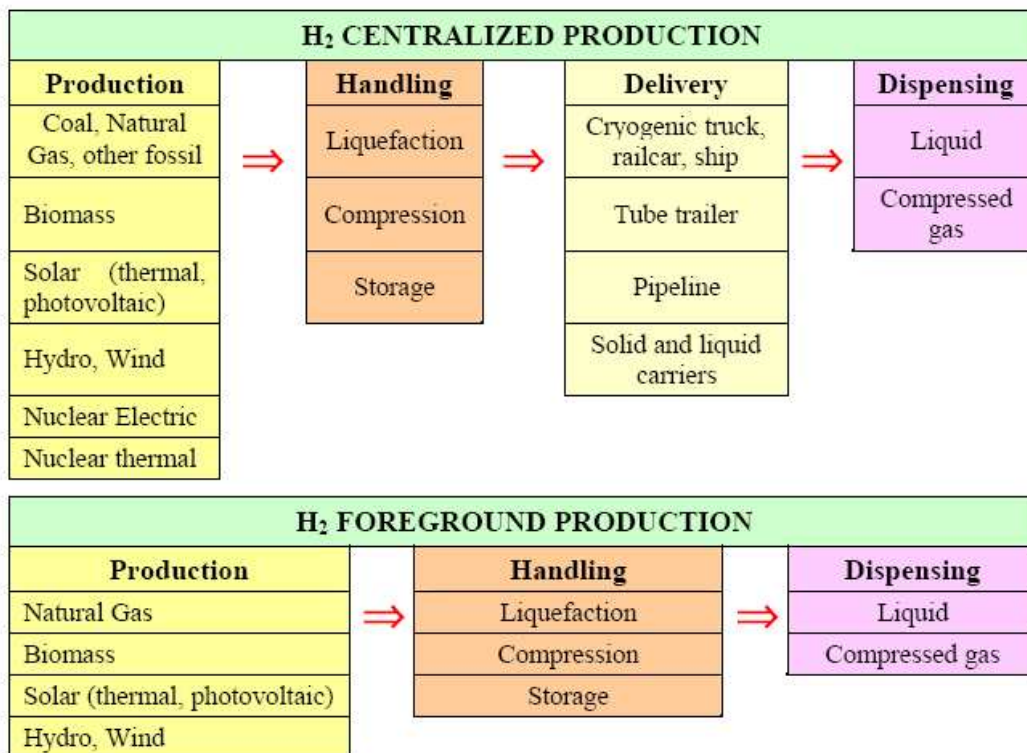 H₂ CENTRALIZED PRODUCTION
Production
Coal, Natural
Gas, other fossil
Biomass
Solar (thermal,
photovoltaic)
Hydro, Wind
Nuclear Electric
Nuclear thermal
⇒
Handling
Liquefaction
Compression
Storage
⇒
Delivery
Cryogenic truck,
railcar, ship
Tube trailer
Pipeline
Solid and liquid
carriers
⇒
Dispensing
Liquid
Compressed
gas
H₂ FOREGROUND PRODUCTION
Production
Natural Gas
Biomass
Solar (thermal, photovoltaic)
Hydro, Wind
⇒
Handling
Liquefaction
Compression
Storage
⇒
Dispensing
Liquid
Compressed gas